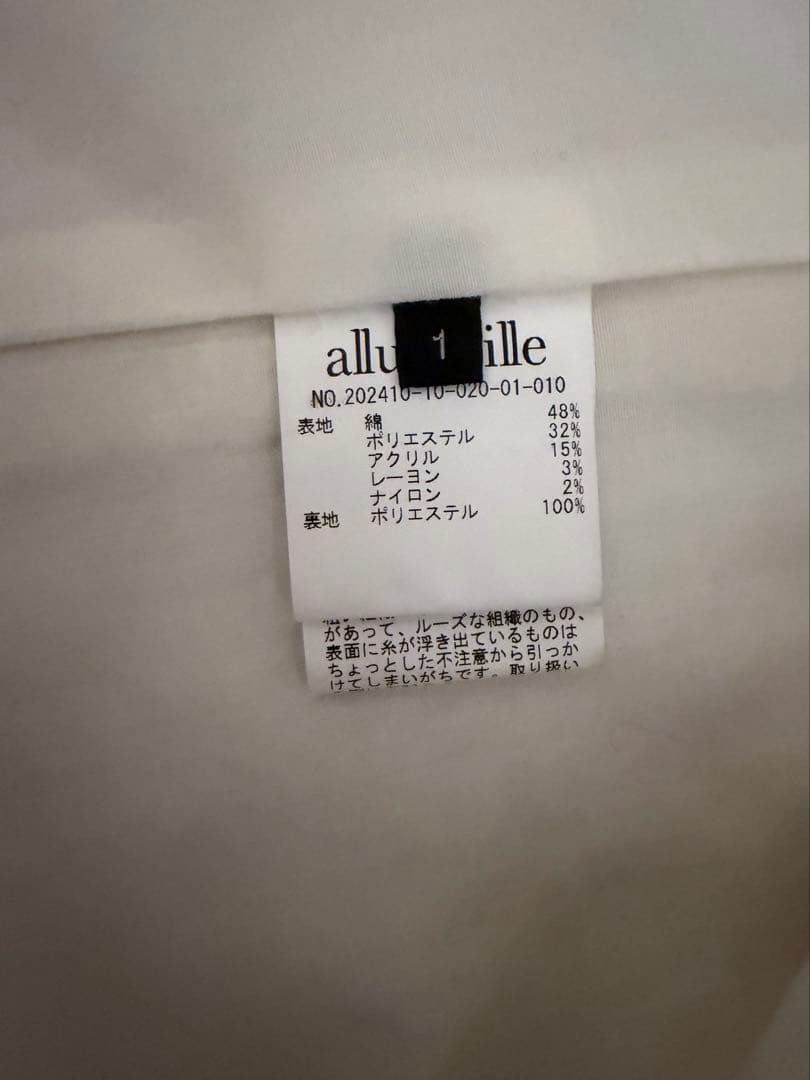 allu 1 ille
NO.202410-10-020-01-010
表地 綿 48%
ポリエステル 32%
アクリル 15%
レーヨン 3%
ナイロン 2%
裏地 ポリエステル 100%
があって、ルーズな組織のもの、
表面に糸が浮き出ているものは
ちょっとした不注意から引っか
けてしまいがちです。取り扱い